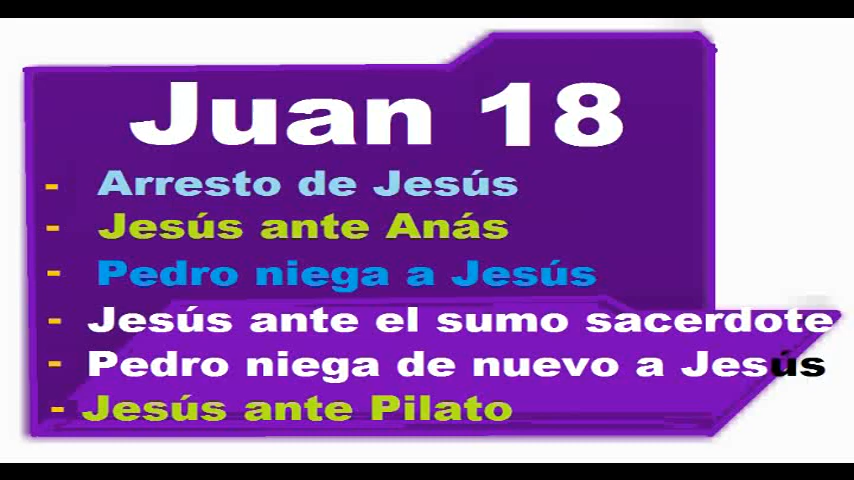 Juan 18
- Arresto de Jesús
- Jesús ante Anás
- Pedro niega a Jesús
- Jesús ante el sumo sacerdote
- Pedro niega de nuevo a Jesús
- Jesús ante Pilato